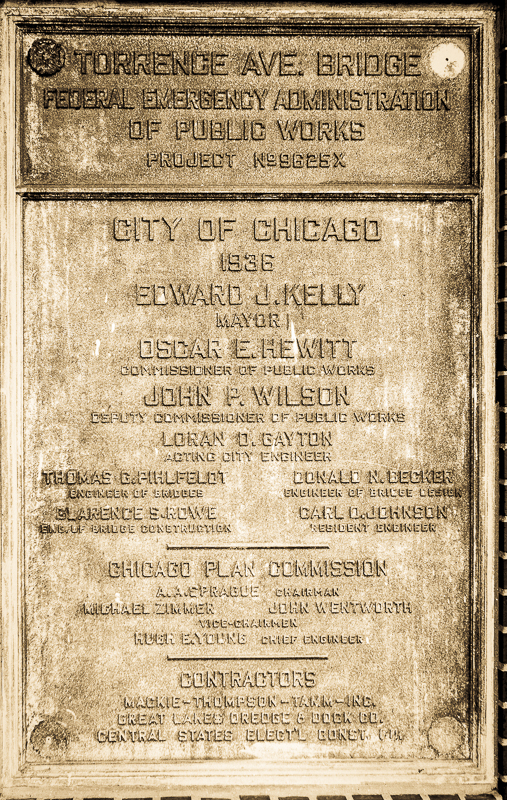 TORRENCE AVE. BRIDGE
FEDERAL EMERGENCY ADMINISTRATION
OF PUBLIC WORKS
PROJECT Nº9625X
CITY OF CHICAGO
1936
EDWARD J. KELLY
MAYOR
OSCAR E. HEWITT
COMMISSIONER OF PUBLIC WORKS
JOHN P. WILSON
DEPUTY COMMISSIONER OF PUBLIC WORKS
LORAN D. GAYTON
ACTING CITY ENGINEER
THOMAS G. PIHLFELDT DONALD N. BECKER
ENGINEER OF BRIDGES ENGINEER OF BRIDGE DESIGN
CLARENCE S. ROWE CARL O. JOHNSON
ENG. OF BRIDGE CONSTRUCTION RESIDENT ENGINEER
CHICAGO PLAN COMMISSION
A. A. SPRAGUE CHAIRMAN
MICHAEL ZIMMER JOHN WENTWORTH
VICE-CHAIRMEN
HUGH E. YOUNG CHIEF ENGINEER
CONTRACTORS
MACKIE-THOMPSON-TAMM-INC.
GREAT LAKES DREDGE & DOCK CO.
CENTRAL STATES ELECT'L CONST.